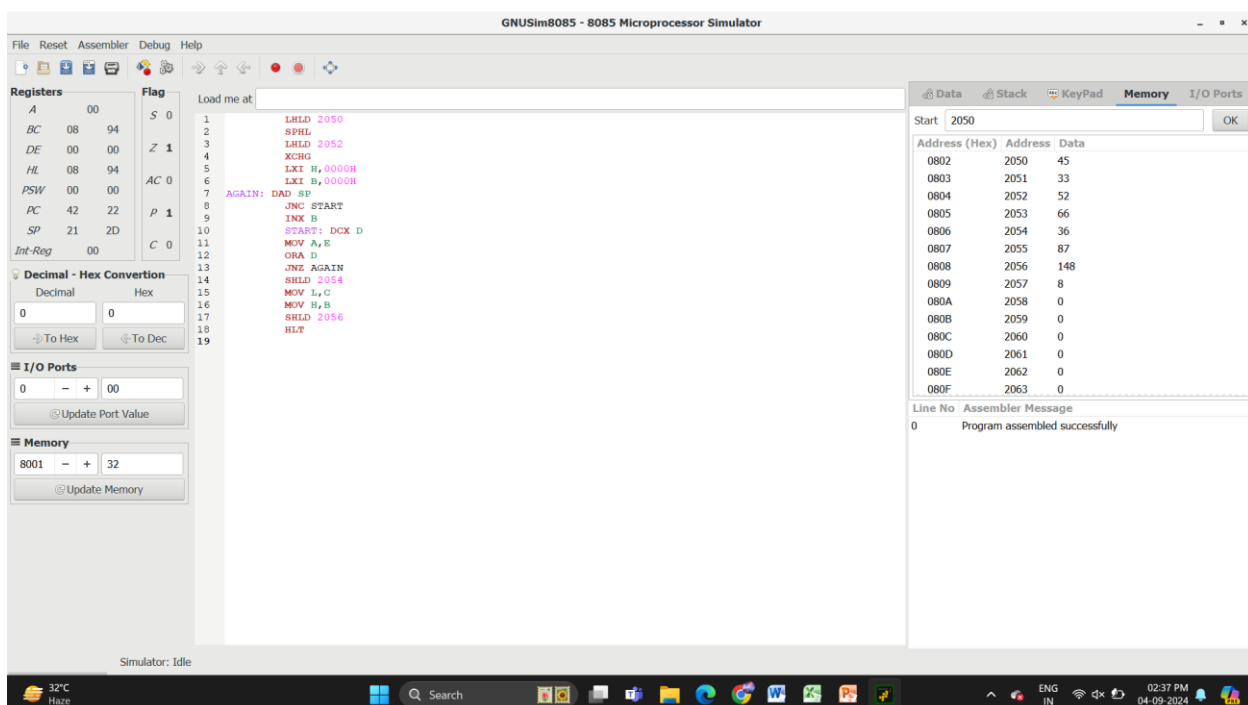 GNUSim8085 - 8085 Microprocessor Simulator
File Reset Assembler Debug Help
Registers
A 00
BC 08 94
DE 00 00
HL 08 94
PSW 00 00
PC 42 22
SP 21 2D
Int-Reg 00
Flag
S 0
Z 1
AC 0
P 1
C 0
Decimal - Hex Convertion
Decimal Hex
0 0
To Hex To Dec
I/O Ports
0 − + 00
Update Port Value
Memory
8001 − + 32
Update Memory
Load me at
1 LHLD 2050
2 SPHL
3 LHLD 2052
4 XCHG
5 LXI H,0000H
6 LXI B,0000H
7 AGAIN: DAD SP
8 JNC START
9 INX B
10 START: DCX D
11 MOV A,E
12 ORA D
13 JNZ AGAIN
14 SHLD 2054
15 MOV L,C
16 MOV H,B
17 SHLD 2056
18 HLT
19
Data Stack KeyPad Memory I/O Ports
Start 2050 OK
Address (Hex) Address Data
0802 2050 45
0803 2051 33
0804 2052 52
0805 2053 66
0806 2054 36
0807 2055 87
0808 2056 148
0809 2057 8
080A 2058 0
080B 2059 0
080C 2060 0
080D 2061 0
080E 2062 0
080F 2063 0
Line No Assembler Message
0 Program assembled successfully
Simulator: Idle
32°C
Haze
Search
ENG
IN
02:37 PM
04-09-2024